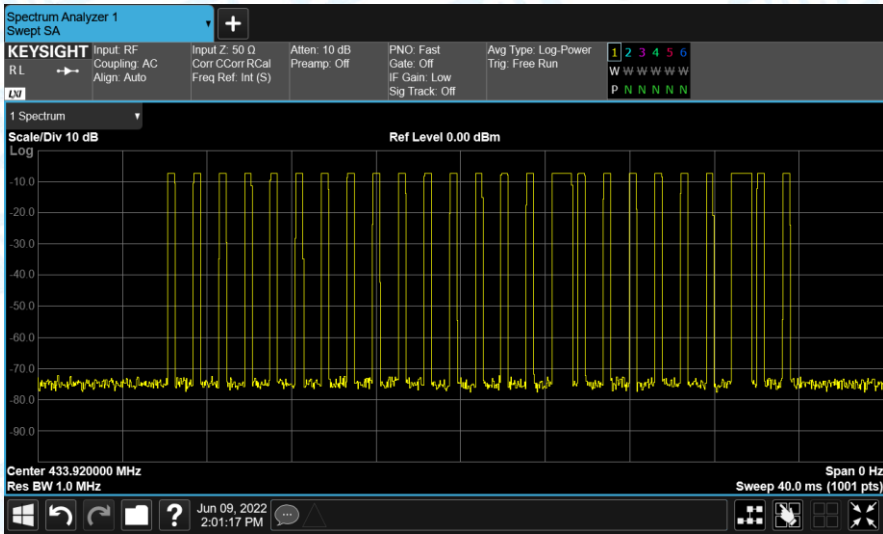 Spectrum Analyzer 1
Swept SA
+
KEYSIGHT
RL
LXI
Input: RF
Coupling: AC
Align: Auto
Input Z: 50 Ω
Corr CCorr RCal
Freq Ref: Int (S)
Atten: 10 dB
Preamp: Off
PNO: Fast
Gate: Off
IF Gain: Low
Sig Track: Off
Avg Type: Log-Power
Trig: Free Run
1 2 3 4 5 6
W W W W W W
P N N N N N
1 Spectrum
Scale/Div 10 dB
Ref Level 0.00 dBm
Log
-10.0
-20.0
-30.0
-40.0
-50.0
-60.0
-70.0
-80.0
-90.0
Center 433.920000 MHz
Span 0 Hz
Res BW 1.0 MHz
Sweep 40.0 ms (1001 pts)
?
Jun 09, 2022
2:01:17 PM